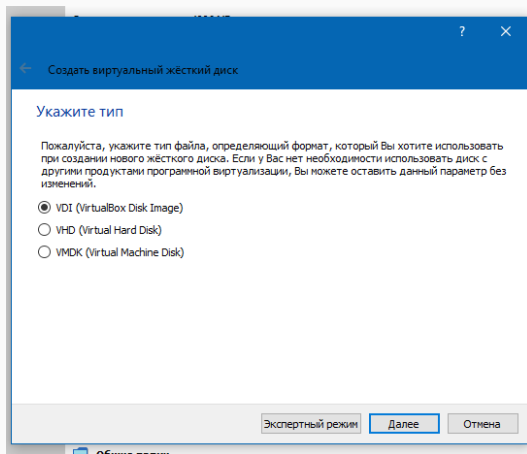 ?
Создать виртуальный жёсткий диск
Укажите тип
Пожалуйста, укажите тип файла, определяющий формат, который Вы хотите использовать
при создании нового жёсткого диска. Если у Вас нет необходимости использовать диск с
другими продуктами программной виртуализации, Вы можете оставить данный параметр без
изменений.
VDI (VirtualBox Disk Image)
VHD (Virtual Hard Disk)
VMDK (Virtual Machine Disk)
Экспертный режим Далее Отмена